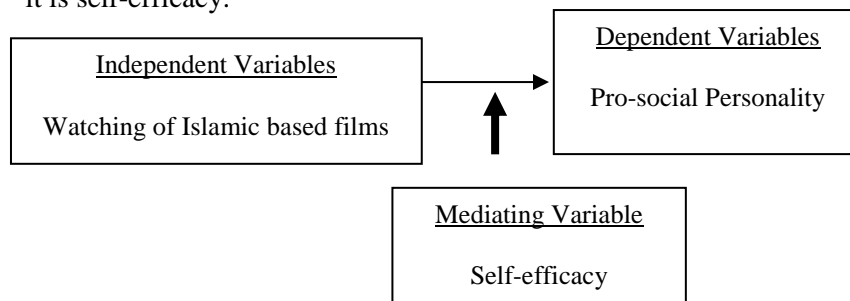 it is self-efficacy.
Independent Variables
Watching of Islamic based films
Dependent Variables
Pro-social Personality
Mediating Variable
Self-efficacy